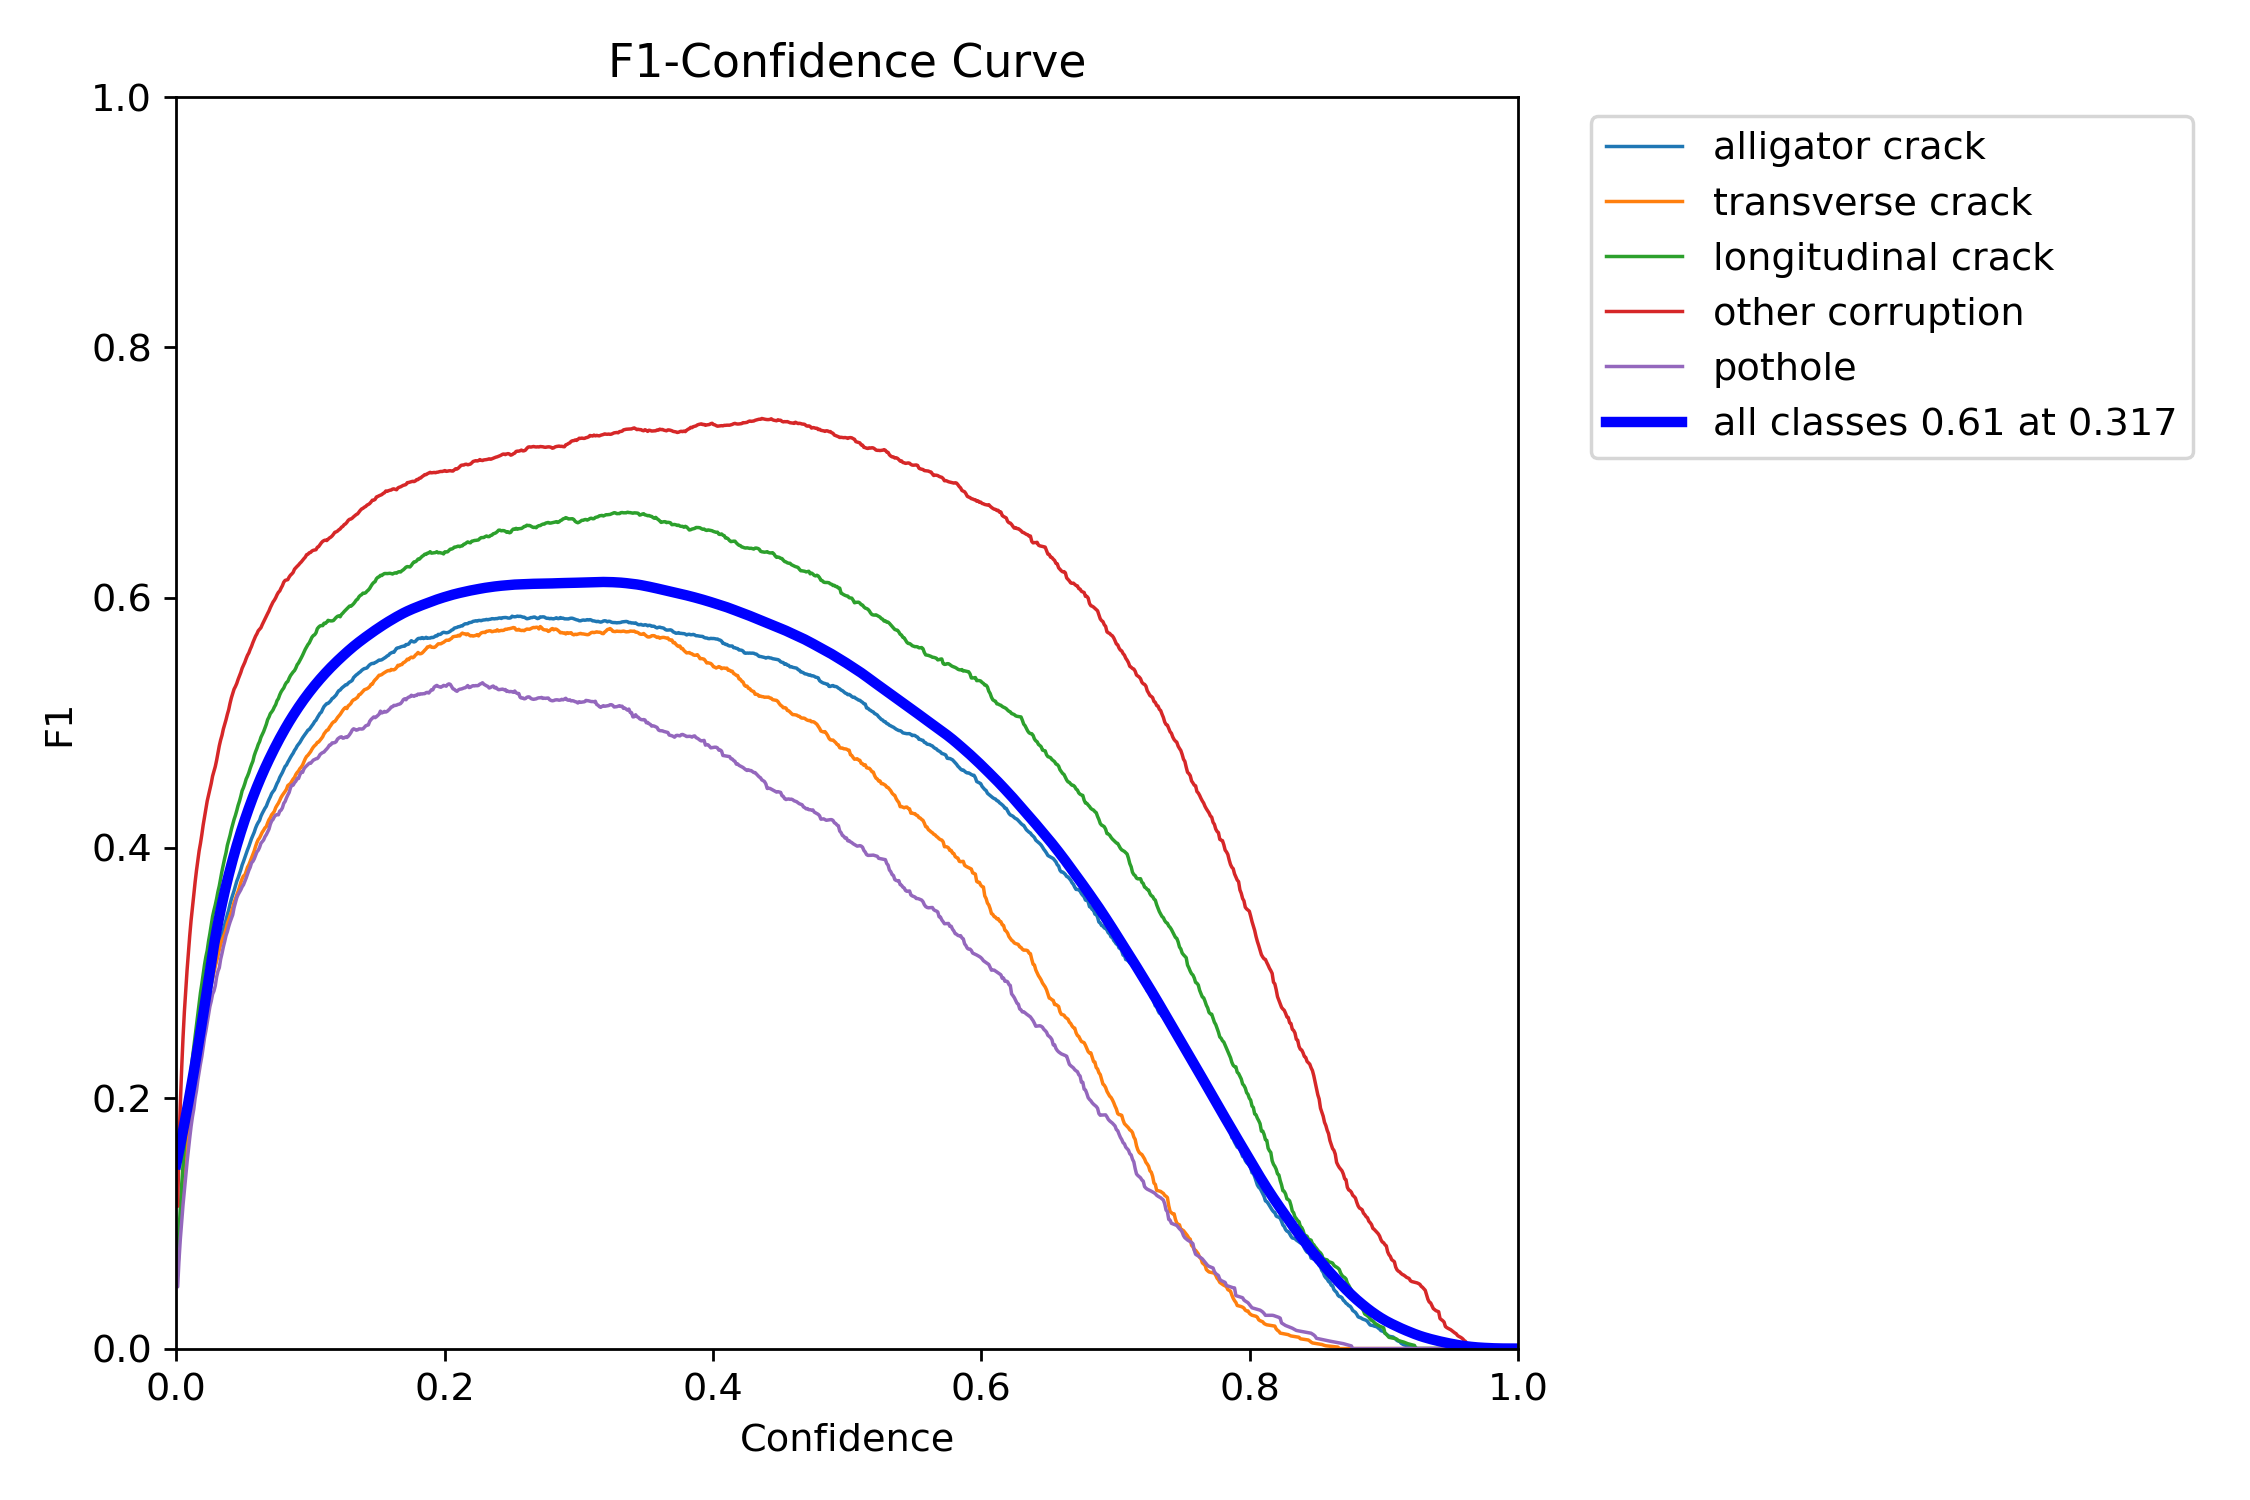 F1-Confidence Curve
1.0
0.8
0.6
0.4
0.2
0.0
F1
0.0 0.2 0.4 0.6 0.8 1.0
Confidence
alligator crack
transverse crack
longitudinal crack
other corruption
pothole
all classes 0.61 at 0.317